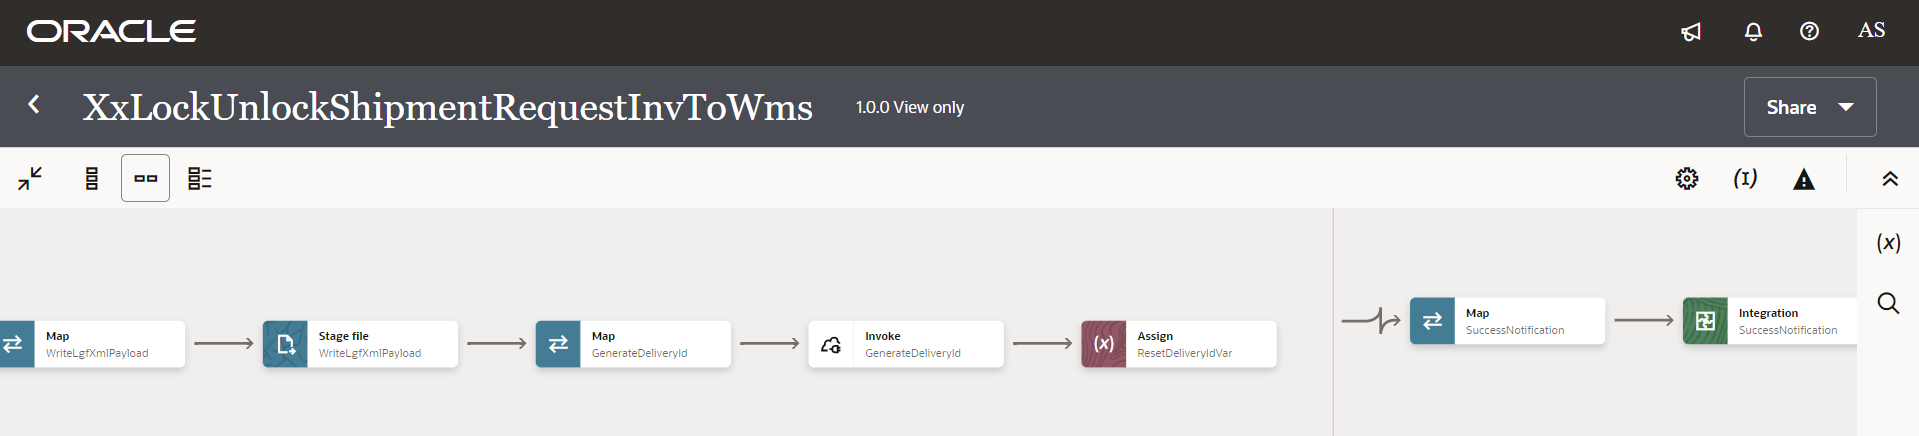 ORACLE
AS
XxLockUnlockShipmentRequestInvToWms
1.0.0 View only
Share
(I)
(x)
Map
WriteLgfXmlPayload
Stage file
WriteLgfXmlPayload
Map
GenerateDeliveryId
Invoke
GenerateDeliveryId
(x)
Assign
ResetDeliveryIdVar
Map
SuccessNotification
Integration
SuccessNotification